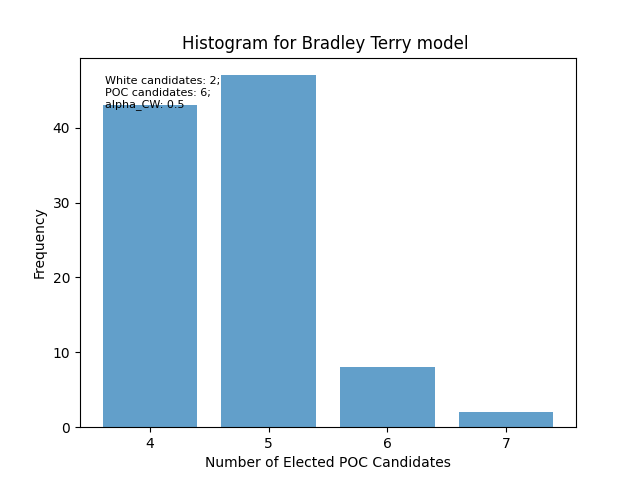 Histogram for Bradley Terry model
White candidates: 2;
POC candidates: 6;
alpha_CW: 0.5
Frequency
40
30
20
10
0
4 5 6 7
Number of Elected POC Candidates